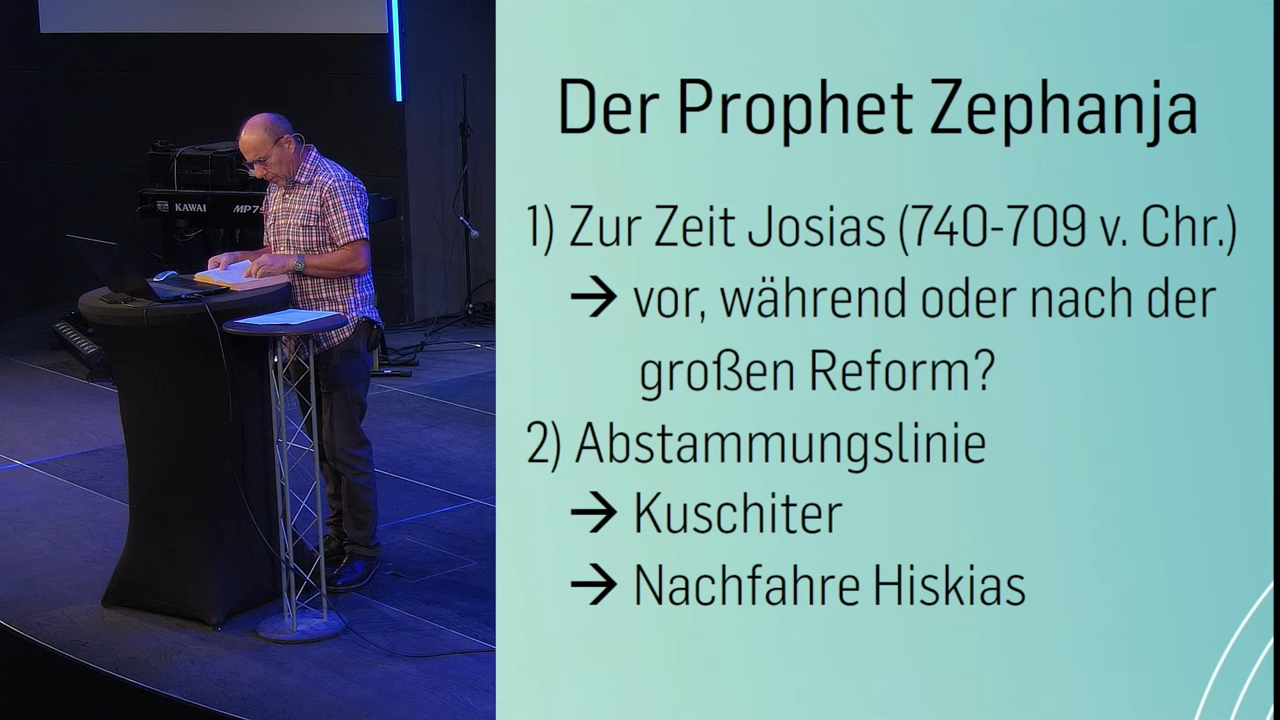 KAWAI MP7S
Der Prophet Zephanja
1) Zur Zeit Josias (740-709 v. Chr.)
→ vor, während oder nach der
großen Reform?
2) Abstammungslinie
→ Kuschiter
→ Nachfahre Hiskias